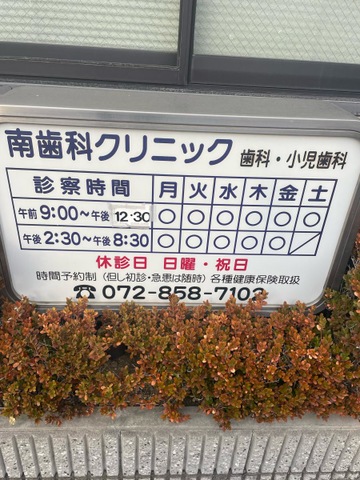 南歯科クリニック 歯科・小児歯科
診察時間 月 火 水 木 金 土
午前 9:00~午後 12:30 ○ ○ ○ ○ ○ ○
午後 2:30~午後 8:30 ○ ○ ○ ○ ○ /
休診日 日曜・祝日
時間予約制 (但し初診・急患は随時) 各種健康保険取扱
☎ 072-858-7102